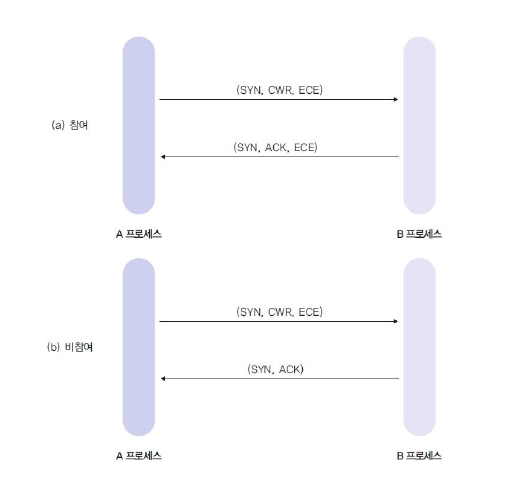 (SYN, CWR, ECE)
(a) 참여
(SYN, ACK, ECE)
A 프로세스
B 프로세스
(SYN, CWR, ECE)
(b) 비참여
(SYN, ACK)
A 프로세스
B 프로세스